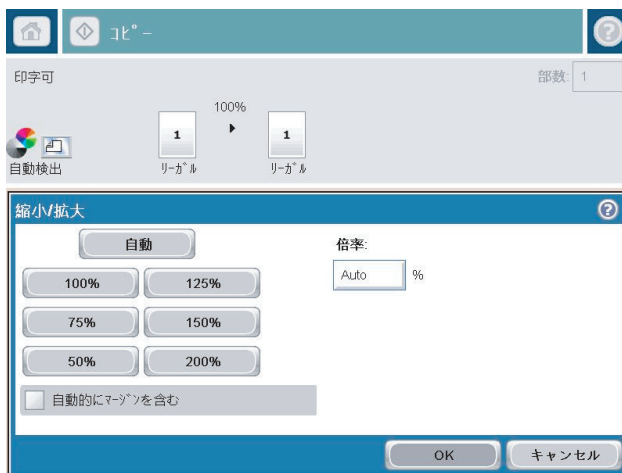 コピー
印字可
部数: 1
100%
1
1
自動検出
リーガル
リーガル
縮小/拡大
自動
倍率:
100%
125%
Auto %
75%
150%
50%
200%
自動的にマージンを含む
OK
キャンセル